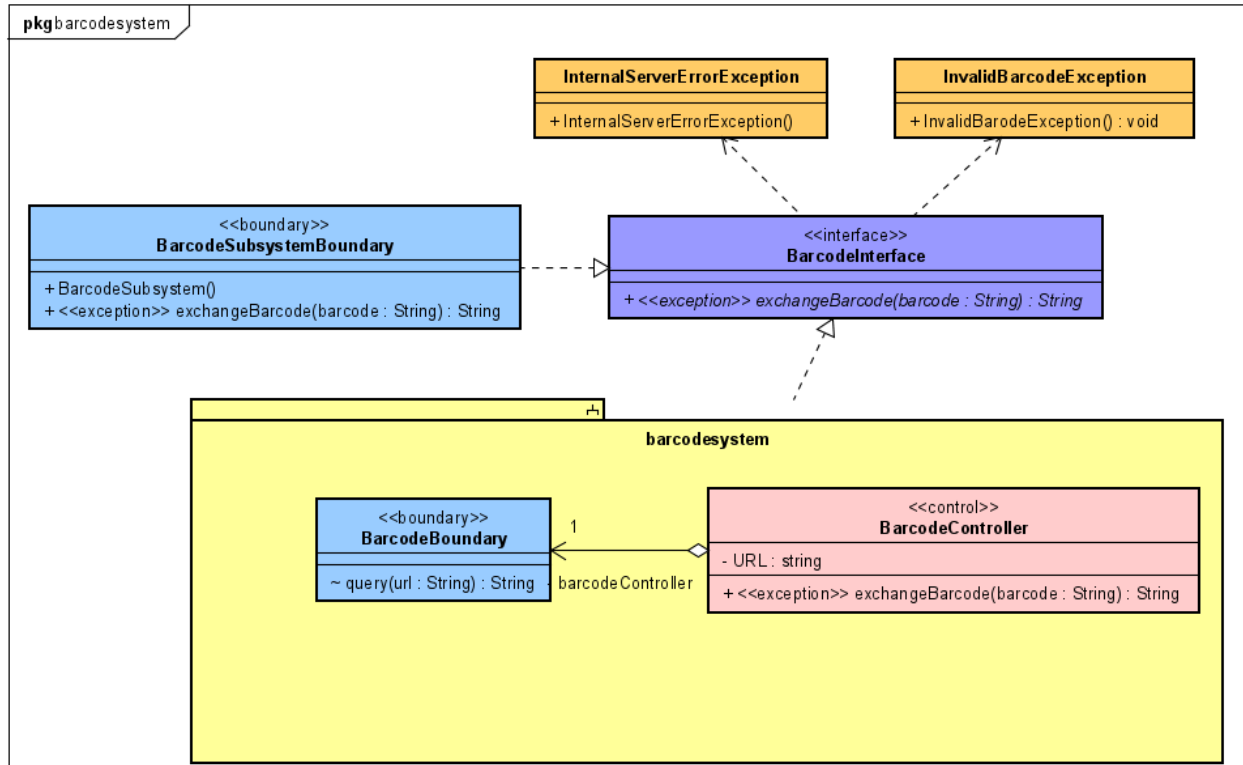 pkg barcodesystem
InternalServerErrorException
+ InternalServerErrorException()
InvalidBarcodeException
+ InvalidBarodeException() : void
<<boundary>>
BarcodeSubsystemBoundary
+ BarcodeSubsystem()
+ <<exception>> exchangeBarcode(barcode : String) : String
<<interface>>
BarcodeInterface
+ <<exception>> exchangeBarcode(barcode : String) : String
barcodesystem
<<boundary>>
BarcodeBoundary
~ query(url : String) : String
1
- barcodeController
<<control>>
BarcodeController
- URL : string
+ <<exception>> exchangeBarcode(barcode : String) : String